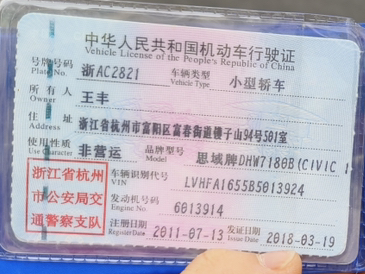 中华人民共和国机动车行驶证
Vehicle License of the People's Republic of China
号牌号码 Plate No. 浙AC2821 车辆类型 Vehicle Type 小型轿车
所有人 Owner 王丰
住址 Address 浙江省杭州市富阳区富春街道楼子山94号501室
使用性质 Use Character 非营运 品牌型号 Model 思域牌DHW7180B(CIVIC 1
浙江省杭州
市公安局交
通警察支队
车辆识别代号 VIN LVHFA1655B5013924
发动机号码 Engine No. 6013914
注册日期 Register Date 2011-07-13 发证日期 Issue Date 2018-03-19